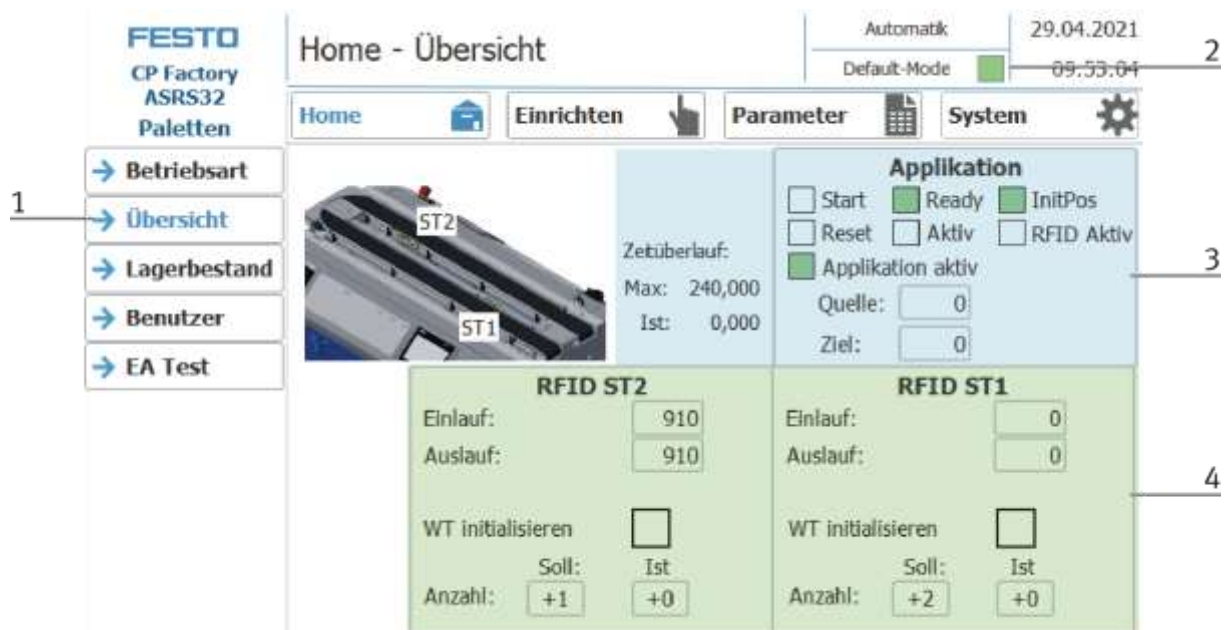 FESTO
CP Factory
ASRS32
Paletten
Home - Übersicht
Automatik
29.04.2021
Default-Mode
09:53:04
2
Home
Einrichten
Parameter
System
Betriebsart
1
Übersicht
Lagerbestand
Benutzer
EA Test
ST2
ST1
Zeitüberlauf:
Max: 240,000
Ist: 0,000
Applikation
Start Ready InitPos
Reset Aktiv RFID Aktiv
Applikation aktiv
Quelle: 0
Ziel: 0
3
RFID ST2
Einlauf: 910
Auslauf: 910
WT initialisieren
Soll: Ist
Anzahl: +1 +0
RFID ST1
Einlauf: 0
Auslauf: 0
WT initialisieren
Soll: Ist
Anzahl: +2 +0
4